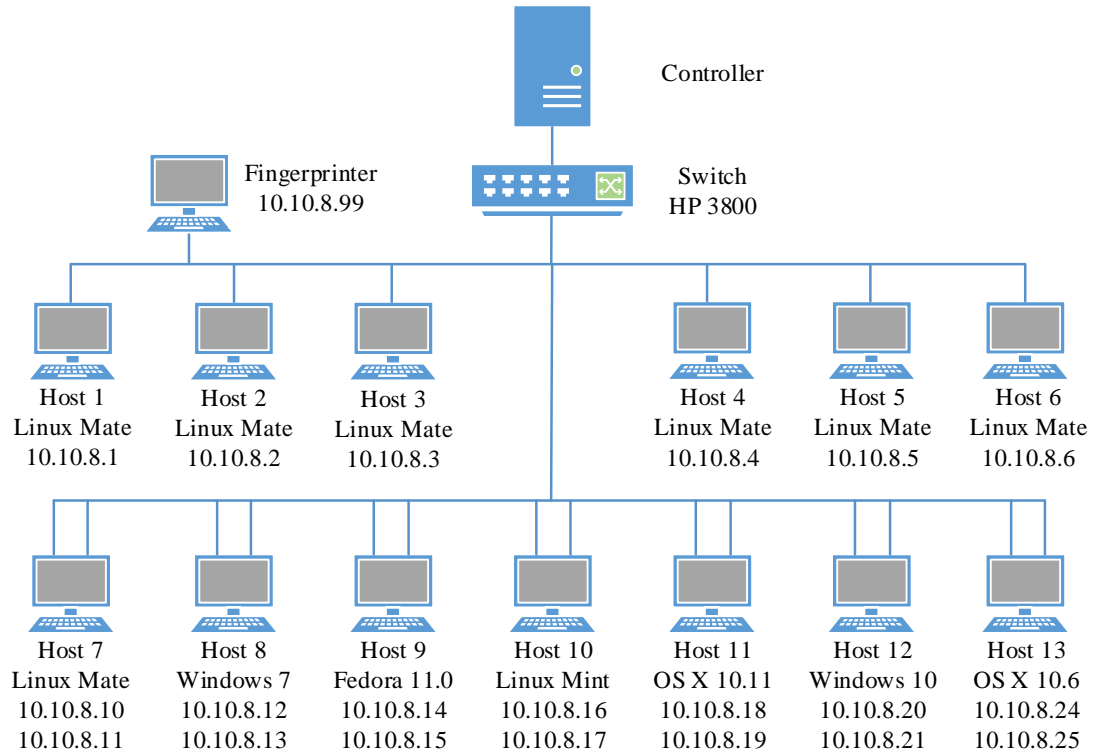 Controller
Fingerprinter
10.10.8.99
Switch
HP 3800
Host 1
Linux Mate
10.10.8.1
Host 2
Linux Mate
10.10.8.2
Host 3
Linux Mate
10.10.8.3
Host 4
Linux Mate
10.10.8.4
Host 5
Linux Mate
10.10.8.5
Host 6
Linux Mate
10.10.8.6
Host 7
Linux Mate
10.10.8.10
10.10.8.11
Host 8
Windows 7
10.10.8.12
10.10.8.13
Host 9
Fedora 11.0
10.10.8.14
10.10.8.15
Host 10
Linux Mint
10.10.8.16
10.10.8.17
Host 11
OS X 10.11
10.10.8.18
10.10.8.19
Host 12
Windows 10
10.10.8.20
10.10.8.21
Host 13
OS X 10.6
10.10.8.24
10.10.8.25